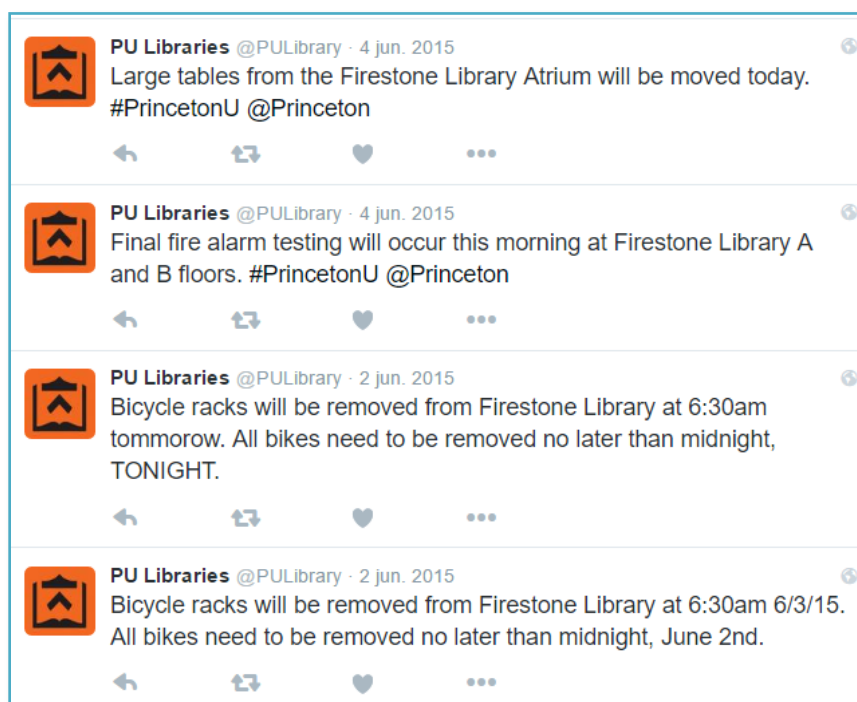 PU Libraries @PULibrary · 4 jun. 2015
Large tables from the Firestone Library Atrium will be moved today.
#PrincetonU @Princeton
PU Libraries @PULibrary · 4 jun. 2015
Final fire alarm testing will occur this morning at Firestone Library A
and B floors. #PrincetonU @Princeton
PU Libraries @PULibrary · 2 jun. 2015
Bicycle racks will be removed from Firestone Library at 6:30am
tommorow. All bikes need to be removed no later than midnight,
TONIGHT.
PU Libraries @PULibrary · 2 jun. 2015
Bicycle racks will be removed from Firestone Library at 6:30am 6/3/15.
All bikes need to be removed no later than midnight, June 2nd.